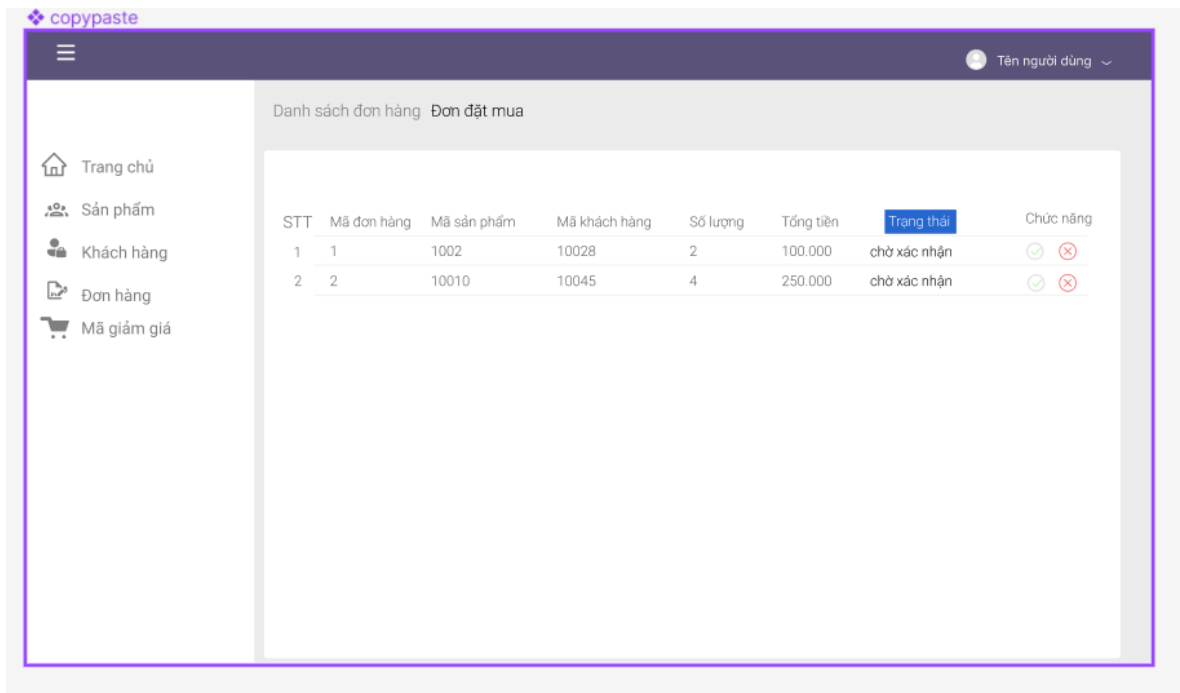 copypaste
Tên người dùng
Danh sách đơn hàng Đơn đặt mua
Trang chủ
Sản phẩm
Khách hàng
Đơn hàng
Mã giảm giá
STT Mã đơn hàng Mã sản phẩm Mã khách hàng Số lượng Tổng tiền Trạng thái Chức năng
1 1 1002 10028 2 100.000 chờ xác nhận
2 2 10010 10045 4 250.000 chờ xác nhận